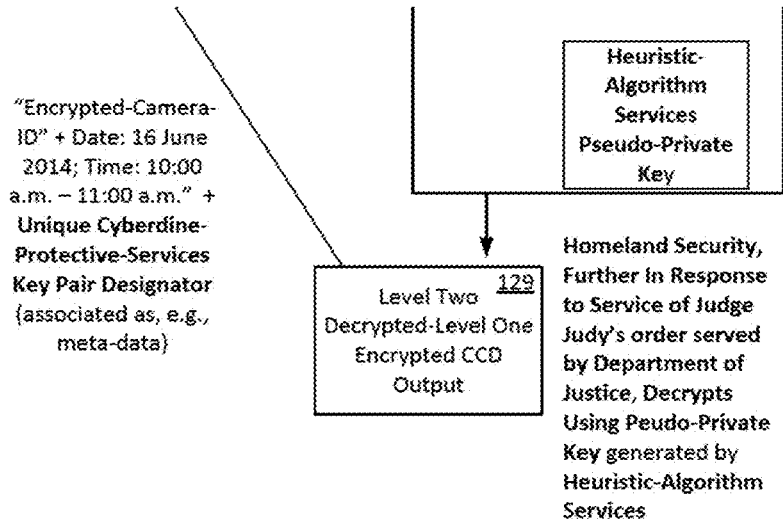 "Encrypted-Camera-
ID" + Date: 16 June
2014; Time: 10:00
a.m. – 11:00 a.m." +
Unique Cyberdine-
Protective-Services
Key Pair Designator
(associated as, e.g.,
meta-data)
Heuristic-
Algorithm
Services
Pseudo-Private
Key
129
Level Two
Decrypted-Level One
Encrypted CCD
Output
Homeland Security,
Further In Response
to Service of Judge
Judy's order served
by Department of
Justice, Decrypts
Using Peudo-Private
Key generated by
Heuristic-Algorithm
Services